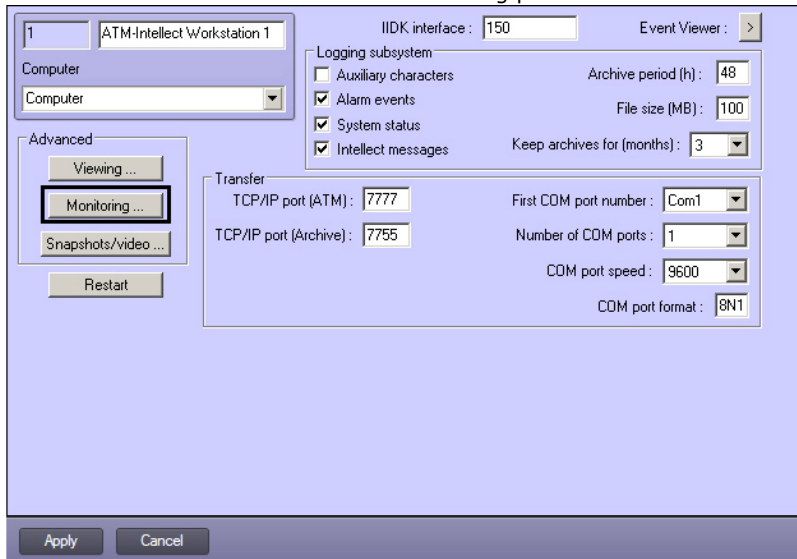 1
ATM-Intellect Workstation 1
Computer
Computer
Advanced
Viewing ...
Monitoring ...
Snapshots/video ...
Restart
IIDK interface : 150
Event Viewer : >
Logging subsystem
Auxiliary characters
Alarm events
System status
Intellect messages
Archive period (h) : 48
File size (MB) : 100
Keep archives for (months) : 3
Transfer
TCP/IP port (ATM) : 7777
TCP/IP port (Archive) : 7755
First COM port number : Com1
Number of COM ports : 1
COM port speed : 9600
COM port format : 8N1
Apply
Cancel